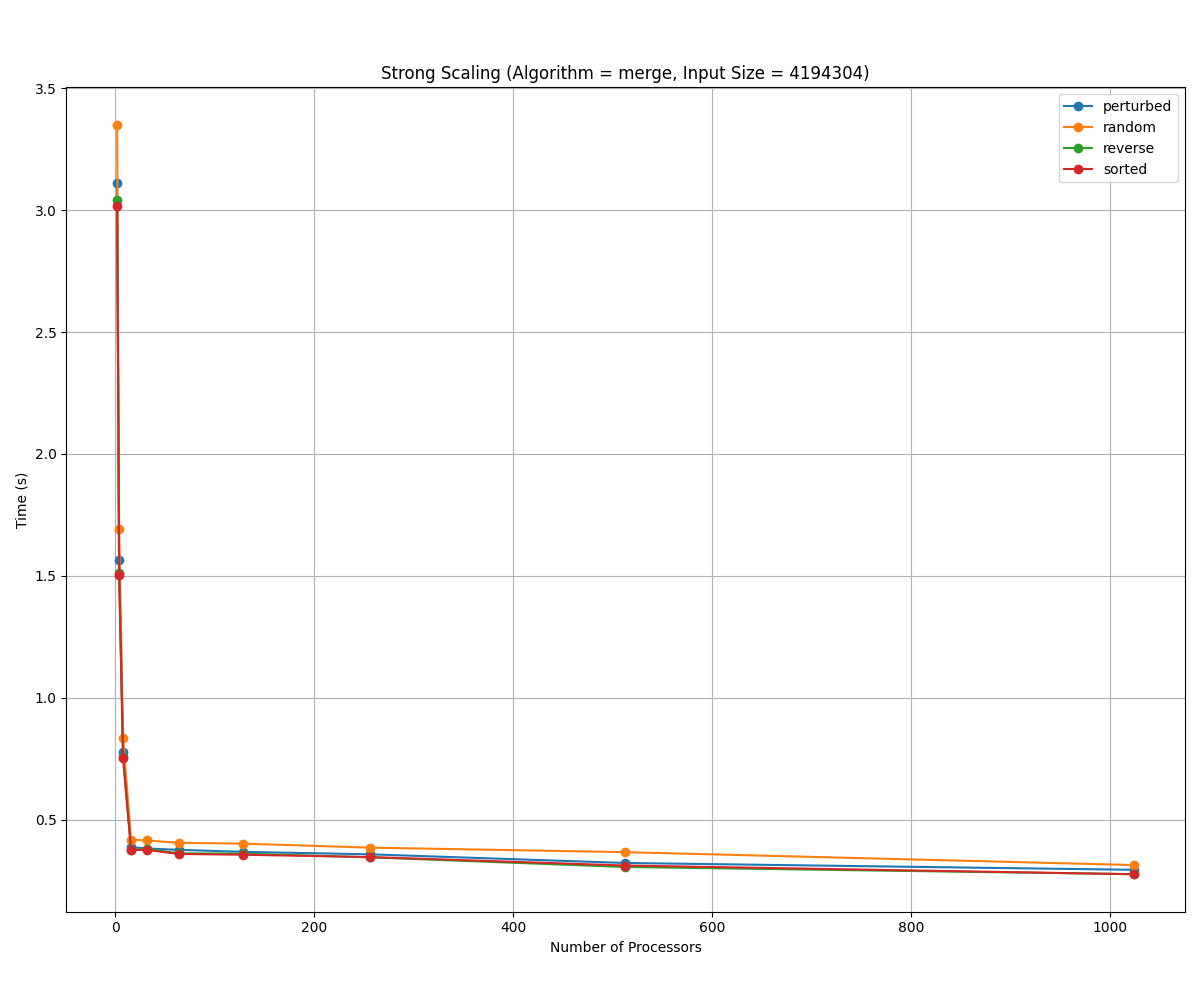 Strong Scaling (Algorithm = merge, Input Size = 4194304)
perturbed
random
reverse
sorted
3.5
3.0
2.5
2.0
1.5
1.0
0.5
Time (s)
0 200 400 600 800 1000
Number of Processors